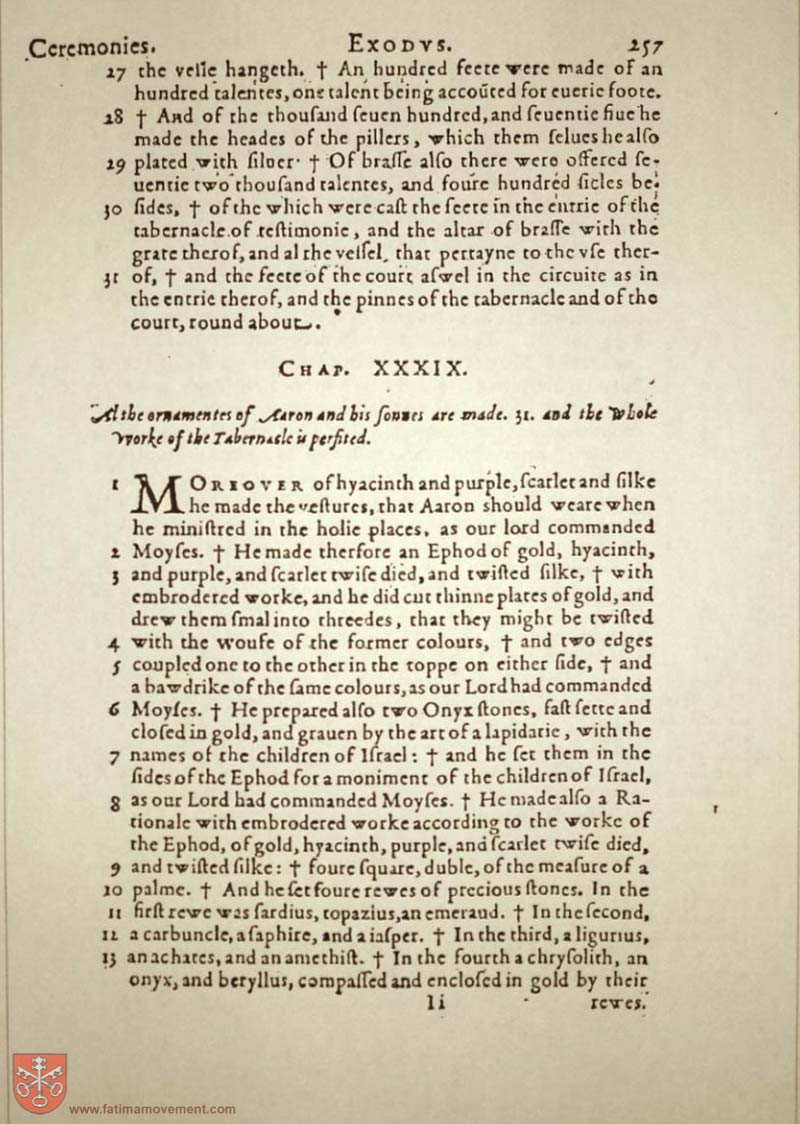 Ceremonies. EXODVS. 257
27 the veile hangeth. † An hundred feete were made of an
hundred talentes, one talent being accoũted for euerie foote.
28 † And of the thouſand ſeuen hundred, and ſeuentie fiue he
made the heades of the pillers, which them ſelues he alſo
29 plated with ſiluer. † Of braſſe alſo there were offered ſe-
uentie two thouſand talentes, and foure hundred ſicles be-
30 ſides, † of the which were caſt the feete in the entrie of the
tabernacle of teſtimonie, and the altar of braſſe with the
grate therof, and al the veſſel, that pertayne to the vſe ther-
31 of, † and the feete of the court aſwel in the circuite as in
the entrie therof, and the pinnes of the tabernacle and of the
court, round about.
CHAP. XXXIX.
Al the ornamentes of Aaron and his ſonnes are made. 31. and the whole
worke of the Tabernacle is perfited.
1 MOREOVER of hyacinth and purple, ſcarlet and ſilke
he made the veſtures, that Aaron should weare when
he miniſtred in the holie places, as our lord commanded
2 Moyſes. † He made therfore an Ephod of gold, hyacinth,
3 and purple, and ſcarlet twiſe died, and twiſted ſilke, † with
embrodered worke, and he did cut thinne plates of gold, and
drew them ſmal into threedes, that they might be twiſted
4 with the woufe of the former colours, † and two edges
5 coupled one to the other in the toppe on either ſide, † and
a bawdrike of the ſame colours, as our Lord had commanded
6 Moyſes. † He prepared alſo two Onyx ſtones, faſt ſette and
cloſed in gold, and grauen by the art of a lapidarie, with the
7 names of the children of Iſrael: † and he ſet them in the
ſides of the Ephod for a moniment of the children of Iſrael,
8 as our Lord had commanded Moyſes. † He made alſo a Ra-
tionale with embrodered worke according to the worke of
the Ephod, of gold, hyacinth, purple, and ſcarlet twiſe died,
9 and twiſted ſilke: † foure ſquare, duble, of the meaſure of a
10 palme. † And he ſet foure rewes of precious ſtones. In the
11 firſt rewe was ſardius, topazius, an emeraud. † In the ſecond,
12 a carbuncle, a ſaphire, and a iaſper. † In the third, a ligurius,
13 an achates, and an amethiſt. † In the fourth a chryſolith, an
onyx, and beryllus, compaſſed and encloſed in gold by their
Ii rewes.
www.fatimamovement.com